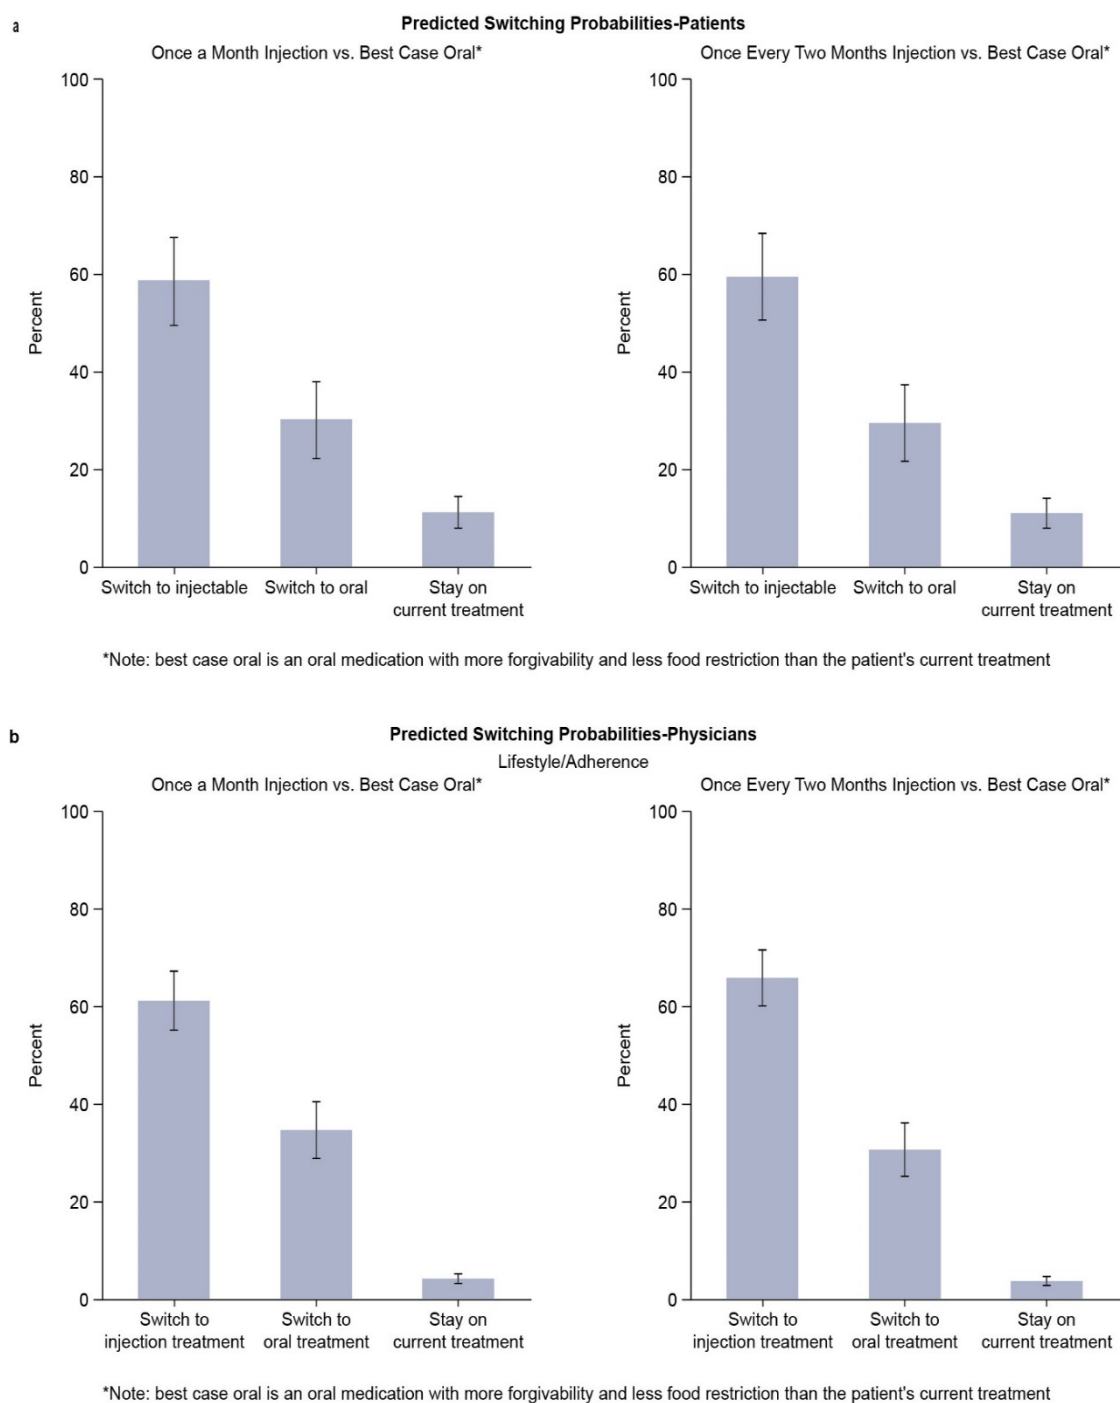 a
Predicted Switching Probabilities-Patients
Once a Month Injection vs. Best Case Oral*
100
80
60
40
20
0
Percent
Switch to injectable
Switch to oral
Stay on
current treatment
Once Every Two Months Injection vs. Best Case Oral*
100
80
60
40
20
0
Percent
Switch to injectable
Switch to oral
Stay on
current treatment
*Note: best case oral is an oral medication with more forgivability and less food restriction than the patient's current treatment
b
Predicted Switching Probabilities-Physicians
Lifestyle/Adherence
Once a Month Injection vs. Best Case Oral*
100
80
60
40
20
0
Percent
Switch to
injection treatment
Switch to
oral treatment
Stay on
current treatment
Once Every Two Months Injection vs. Best Case Oral*
100
80
60
40
20
0
Percent
Switch to
injection treatment
Switch to
oral treatment
Stay on
current treatment
*Note: best case oral is an oral medication with more forgivability and less food restriction than the patient's current treatment